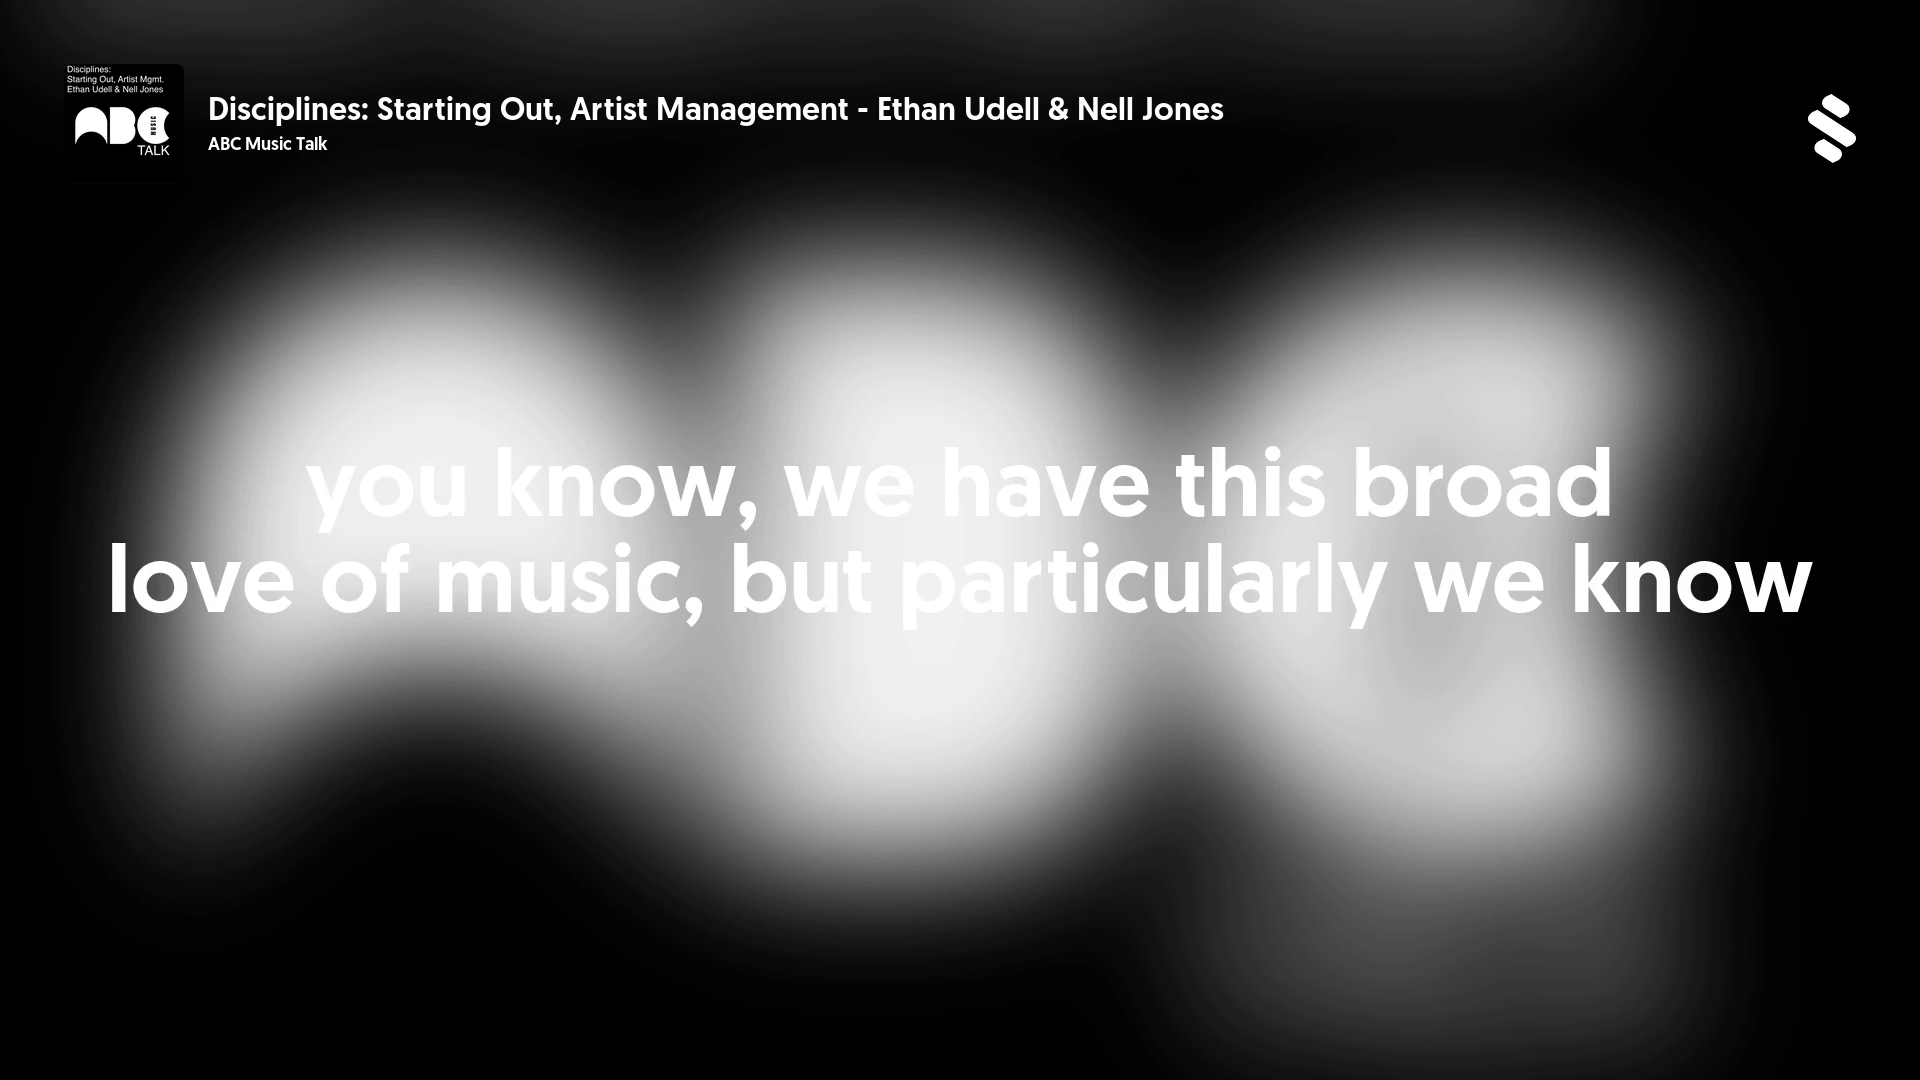 Disciplines:
Starting Out, Artist Mgmt.
Ethan Udell & Nell Jones
ABC
MUSIC
TALK
Disciplines: Starting Out, Artist Management - Ethan Udell & Nell Jones
ABC Music Talk
you know, we have this broad
love of music, but particularly we know